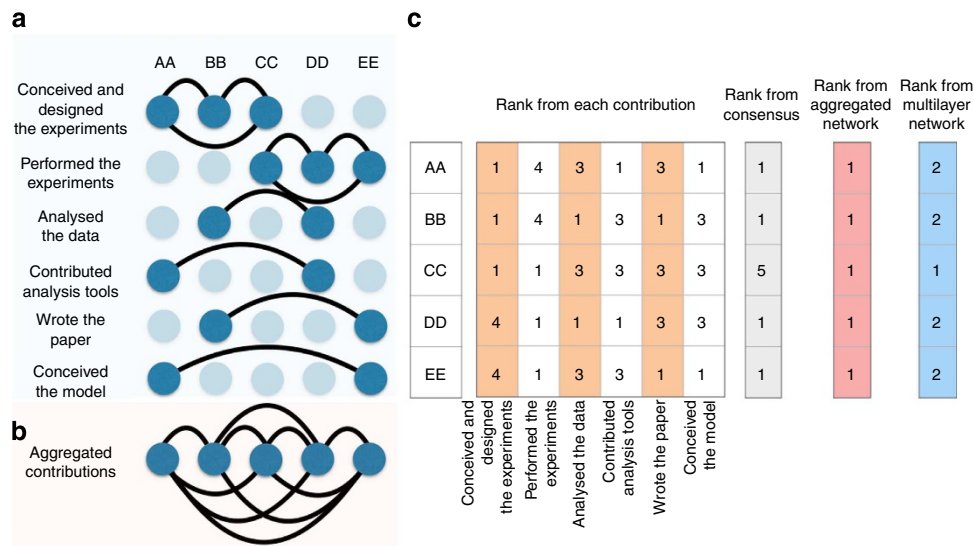 a
AA BB CC DD EE
Conceived and
designed
the experiments
Performed the
experiments
Analysed
the data
Contributed
analysis tools
Wrote the
paper
Conceived
the model
b
Aggregated
contributions
c
Rank from each contribution
Rank from
consensus
Rank from
aggregated
network
Rank from
multilayer
network
AA 1 4 3 1 3 1 1 1 2
BB 1 4 1 3 1 3 1 1 2
CC 1 1 3 3 3 3 5 1 1
DD 4 1 1 1 3 3 1 1 2
EE 4 1 3 3 1 1 1 1 2
Conceived and
designed
the experiments
Performed the
experiments
Analysed the data
Contributed
analysis tools
Wrote the paper
Conceived
the model